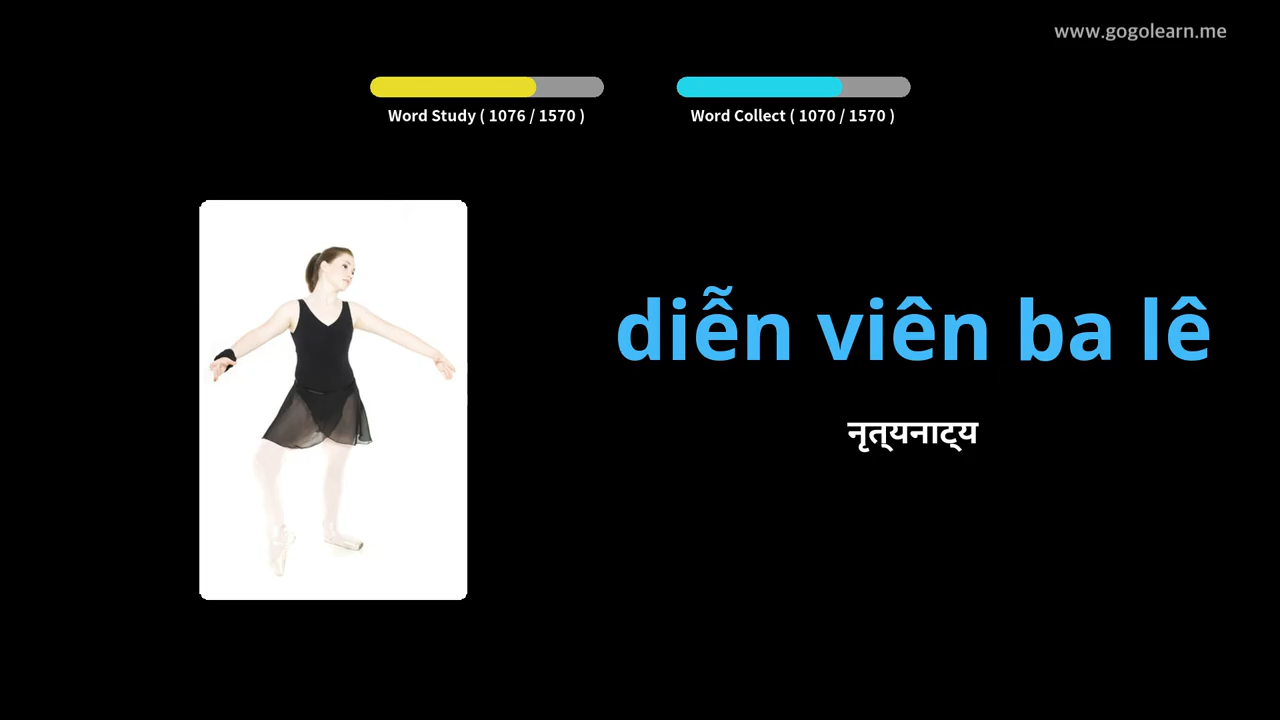 www.gogolearn.me
Word Study ( 1076 / 1570 )
Word Collect ( 1070 / 1570 )
diễn viên ba lê
नृत्यनाट्य